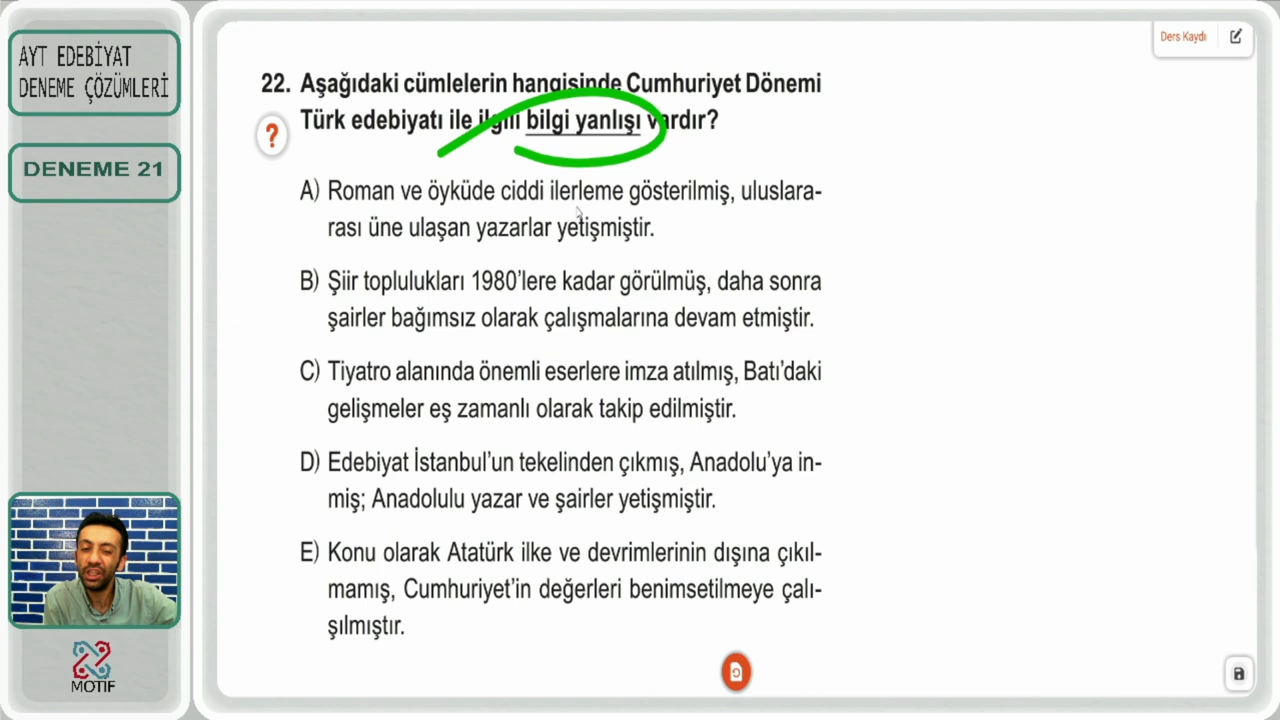 AYT EDEBİYAT
DENEME ÇÖZÜMLERİ
DENEME 21
MOTİF
Ders Kaydı
22. Aşağıdaki cümlelerin hangisinde Cumhuriyet Dönemi
Türk edebiyatı ile ilgili bilgi yanlışı vardır?
?
A) Roman ve öyküde ciddi ilerleme gösterilmiş, uluslara-
rası üne ulaşan yazarlar yetişmiştir.
B) Şiir toplulukları 1980’lere kadar görülmüş, daha sonra
şairler bağımsız olarak çalışmalarına devam etmiştir.
C) Tiyatro alanında önemli eserlere imza atılmış, Batı’daki
gelişmeler eş zamanlı olarak takip edilmiştir.
D) Edebiyat İstanbul’un tekelinden çıkmış, Anadolu’ya in-
miş; Anadolulu yazar ve şairler yetişmiştir.
E) Konu olarak Atatürk ilke ve devrimlerinin dışına çıkıl-
mamış, Cumhuriyet’in değerleri benimsetilmeye çalı-
şılmıştır.